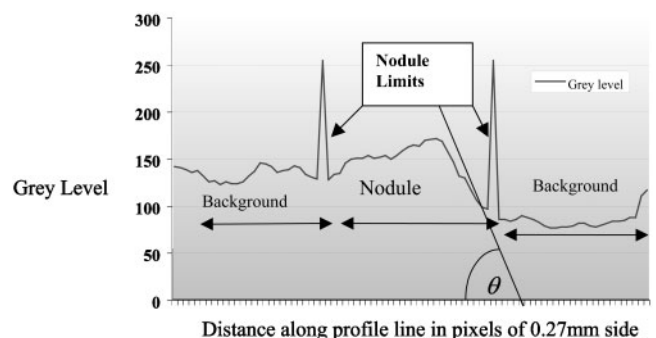 300
250
200
150
100
50
0
Grey Level
Nodule
Limits
Grey level
Background
Nodule
Background
θ
Distance along profile line in pixels of 0.27mm side